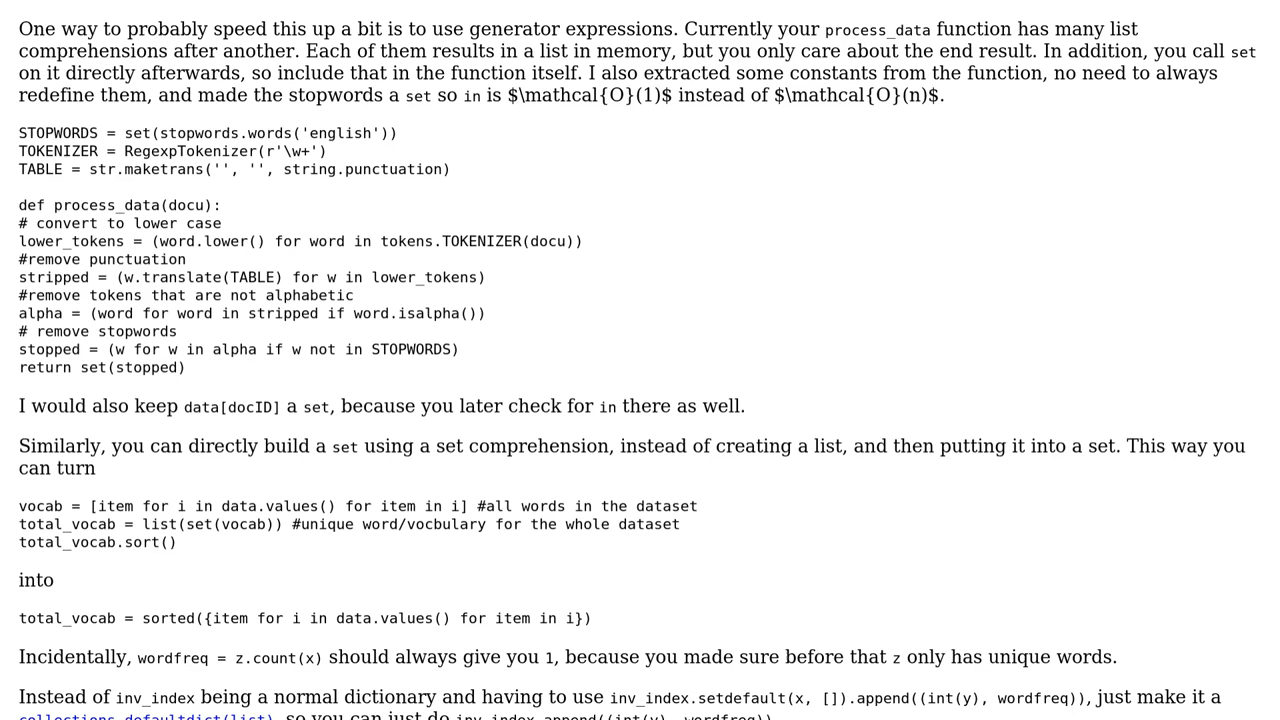 One way to probably speed this up a bit is to use generator expressions. Currently your process_data function has many list
comprehensions after another. Each of them results in a list in memory, but you only care about the end result. In addition, you call set
on it directly afterwards, so include that in the function itself. I also extracted some constants from the function, no need to always
redefine them, and made the stopwords a set so in is $\mathcal{O}(1)$ instead of $\mathcal{O}(n)$.
STOPWORDS = set(stopwords.words('english'))
TOKENIZER = RegexpTokenizer(r'\w+')
TABLE = str.maketrans('', '', string.punctuation)
def process_data(docu):
# convert to lower case
lower_tokens = (word.lower() for word in tokens.TOKENIZER(docu))
#remove punctuation
stripped = (w.translate(TABLE) for w in lower_tokens)
#remove tokens that are not alphabetic
alpha = (word for word in stripped if word.isalpha())
# remove stopwords
stopped = (w for w in alpha if w not in STOPWORDS)
return set(stopped)
I would also keep data[docID] a set, because you later check for in there as well.
Similarly, you can directly build a set using a set comprehension, instead of creating a list, and then putting it into a set. This way you
can turn
vocab = [item for i in data.values() for item in i] #all words in the dataset
total_vocab = list(set(vocab)) #unique word/vocbulary for the whole dataset
total_vocab.sort()
into
total_vocab = sorted({item for i in data.values() for item in i})
Incidentally, wordfreq = z.count(x) should always give you 1, because you made sure before that z only has unique words.
Instead of inv_index being a normal dictionary and having to use inv_index.setdefault(x, []).append((int(y), wordfreq)), just make it a
collections.defaultdict(list), so you can just do inv_index.append((int(y), wordfreq))